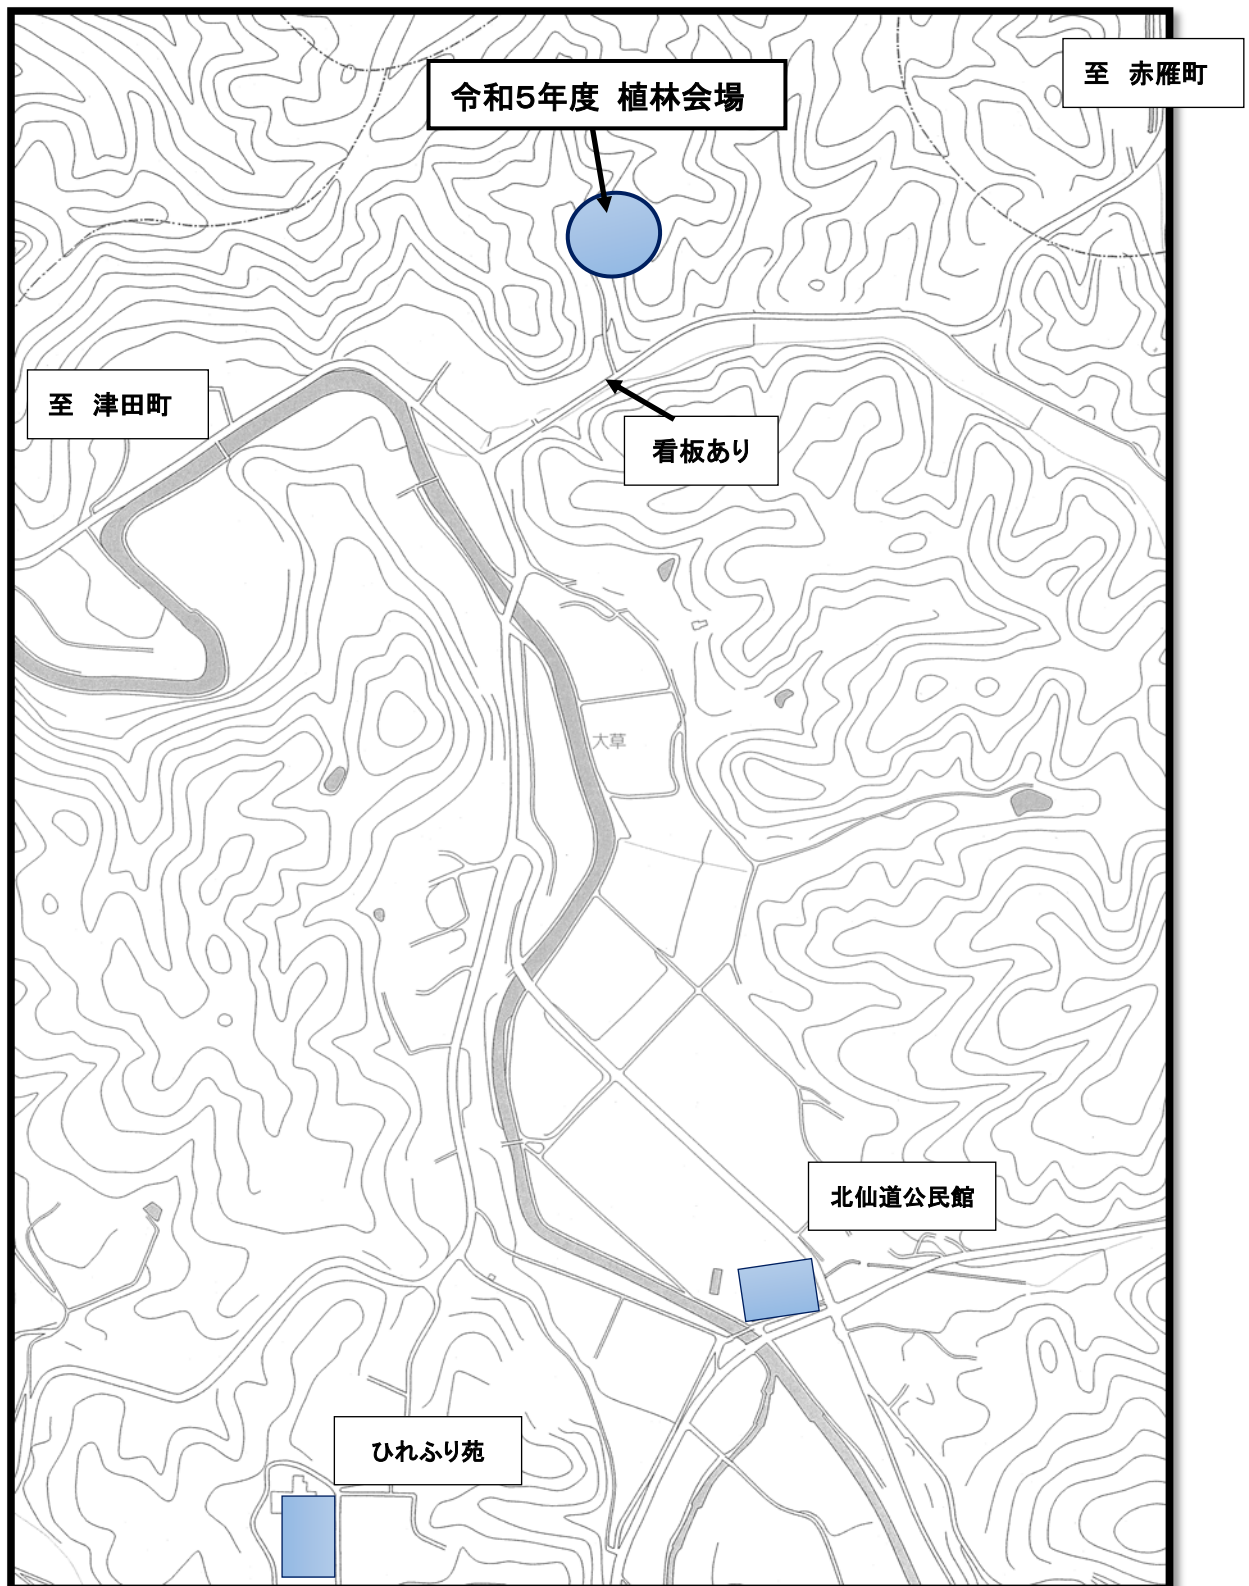 至　赤雁町
令和５年度　植林会場
至　津田町
看板あり
大草
北仙道公民館
ひれふり苑